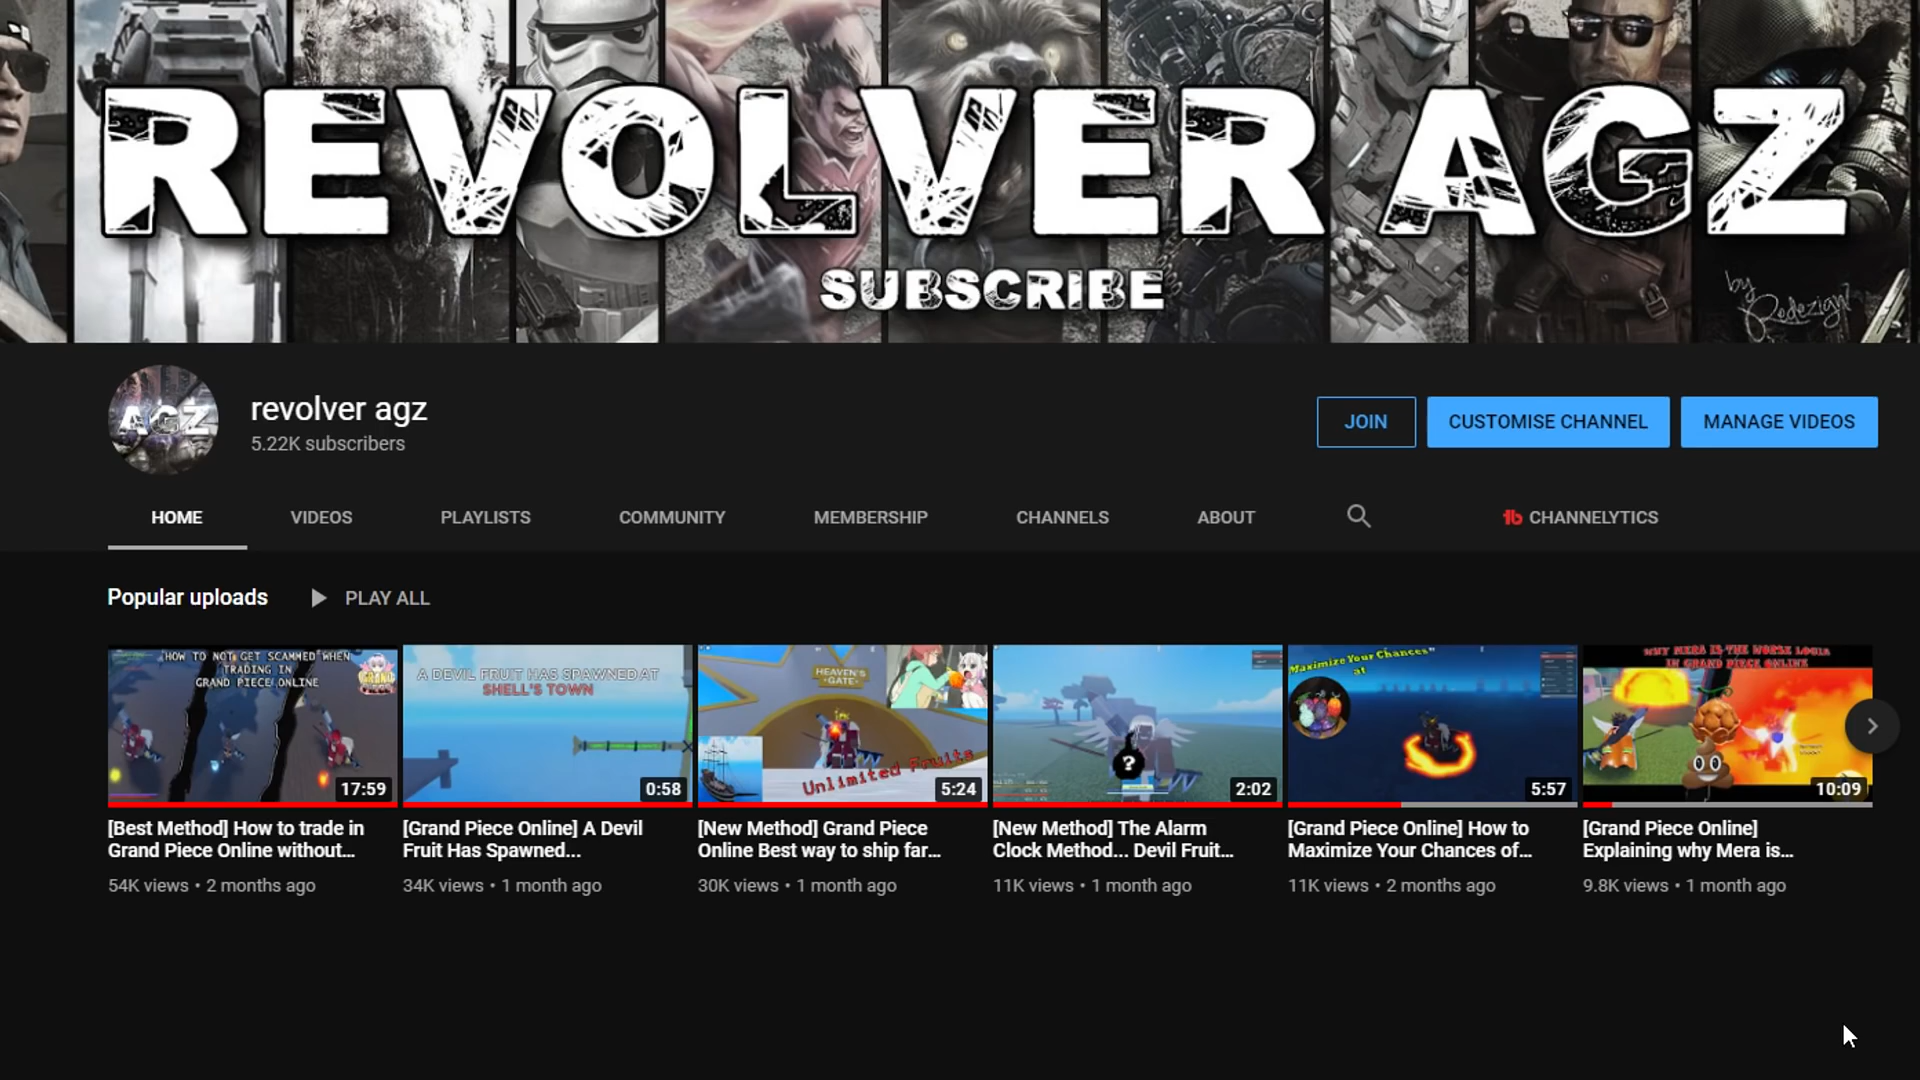 REVOLVER AGZ
SUBSCRIBE
by
Rodezign
AGZ
revolver agz
5.22K subscribers
JOIN
CUSTOMISE CHANNEL
MANAGE VIDEOS
HOME
VIDEOS
PLAYLISTS
COMMUNITY
MEMBERSHIP
CHANNELS
ABOUT
CHANNELYTICS
Popular uploads
PLAY ALL
HOW TO NOT GET SCAMMED WHEN
TRADING IN
GRAND PIECE ONLINE
17:59
[Best Method] How to trade in
Grand Piece Online without...
54K views • 2 months ago
A DEVIL FRUIT HAS SPAWNED AT
SHELL'S TOWN
0:58
[Grand Piece Online] A Devil
Fruit Has Spawned...
34K views • 1 month ago
HEAVEN'S
GATE
Unlimited Fruits
5:24
[New Method] Grand Piece
Online Best way to ship far...
30K views • 1 month ago
?
2:02
[New Method] The Alarm
Clock Method... Devil Fruit...
11K views • 1 month ago
Maximize Your Chances
at
5:57
[Grand Piece Online] How to
Maximize Your Chances of...
11K views • 2 months ago
WHY MERA IS THE WORSE LOGIA
IN GRAND PIECE ONLINE
10:09
[Grand Piece Online]
Explaining why Mera is...
9.8K views • 1 month ago